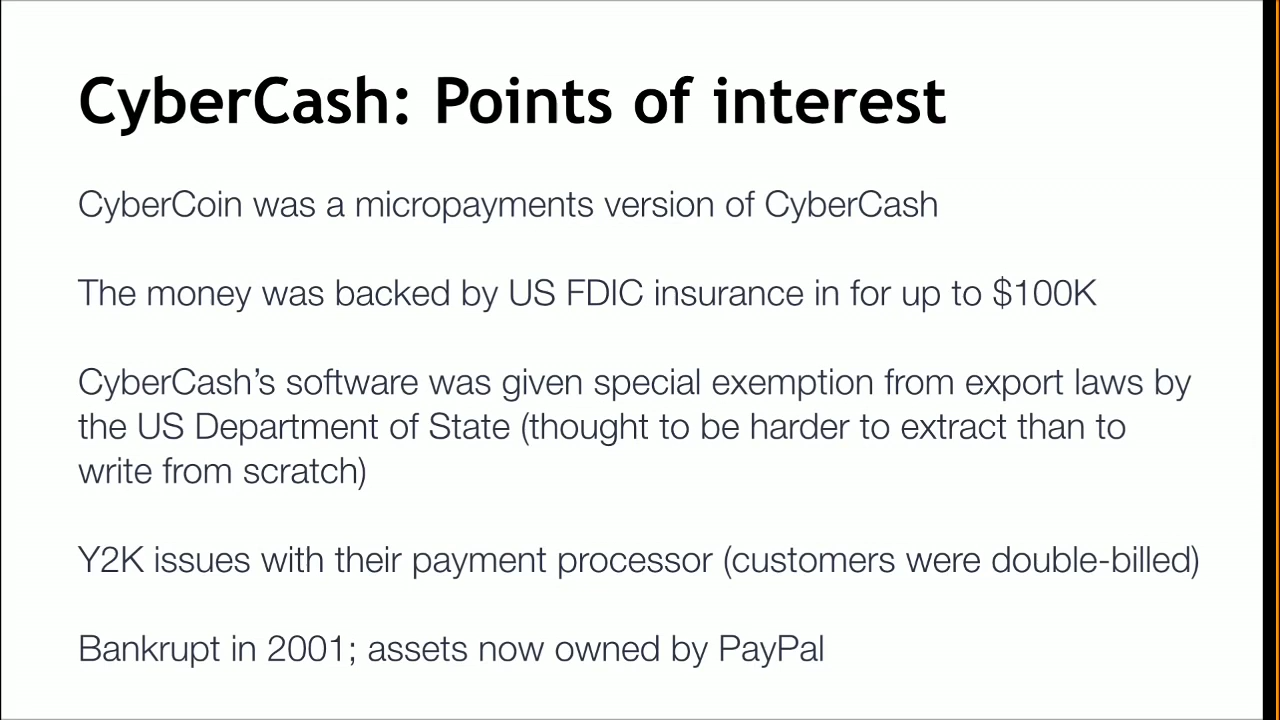 CyberCash: Points of interest
CyberCoin was a micropayments version of CyberCash
The money was backed by US FDIC insurance in for up to $100K
CyberCash’s software was given special exemption from export laws by
the US Department of State (thought to be harder to extract than to
write from scratch)
Y2K issues with their payment processor (customers were double-billed)
Bankrupt in 2001; assets now owned by PayPal